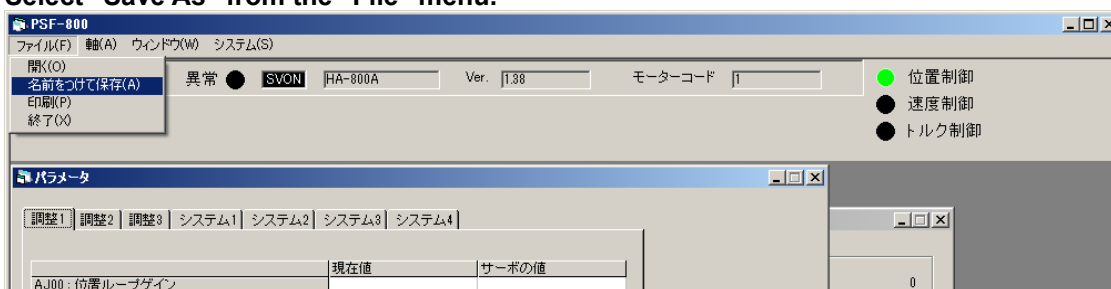 Select "Save As" from the "File" menu.
PSF-800
ファイル(F) 軸(A) ウィンドウ(W) システム(S)
開く(O)
名前をつけて保存(A)
印刷(P)
終了(X)
異常 SVON HA-800A Ver. 1.38 モーターコード 1
位置制御
速度制御
トルク制御
パラメータ
調整1 調整2 調整3 システム1 システム2 システム3 システム4
現在値 サーボの値
AJ00 : 位置ループゲイン
0